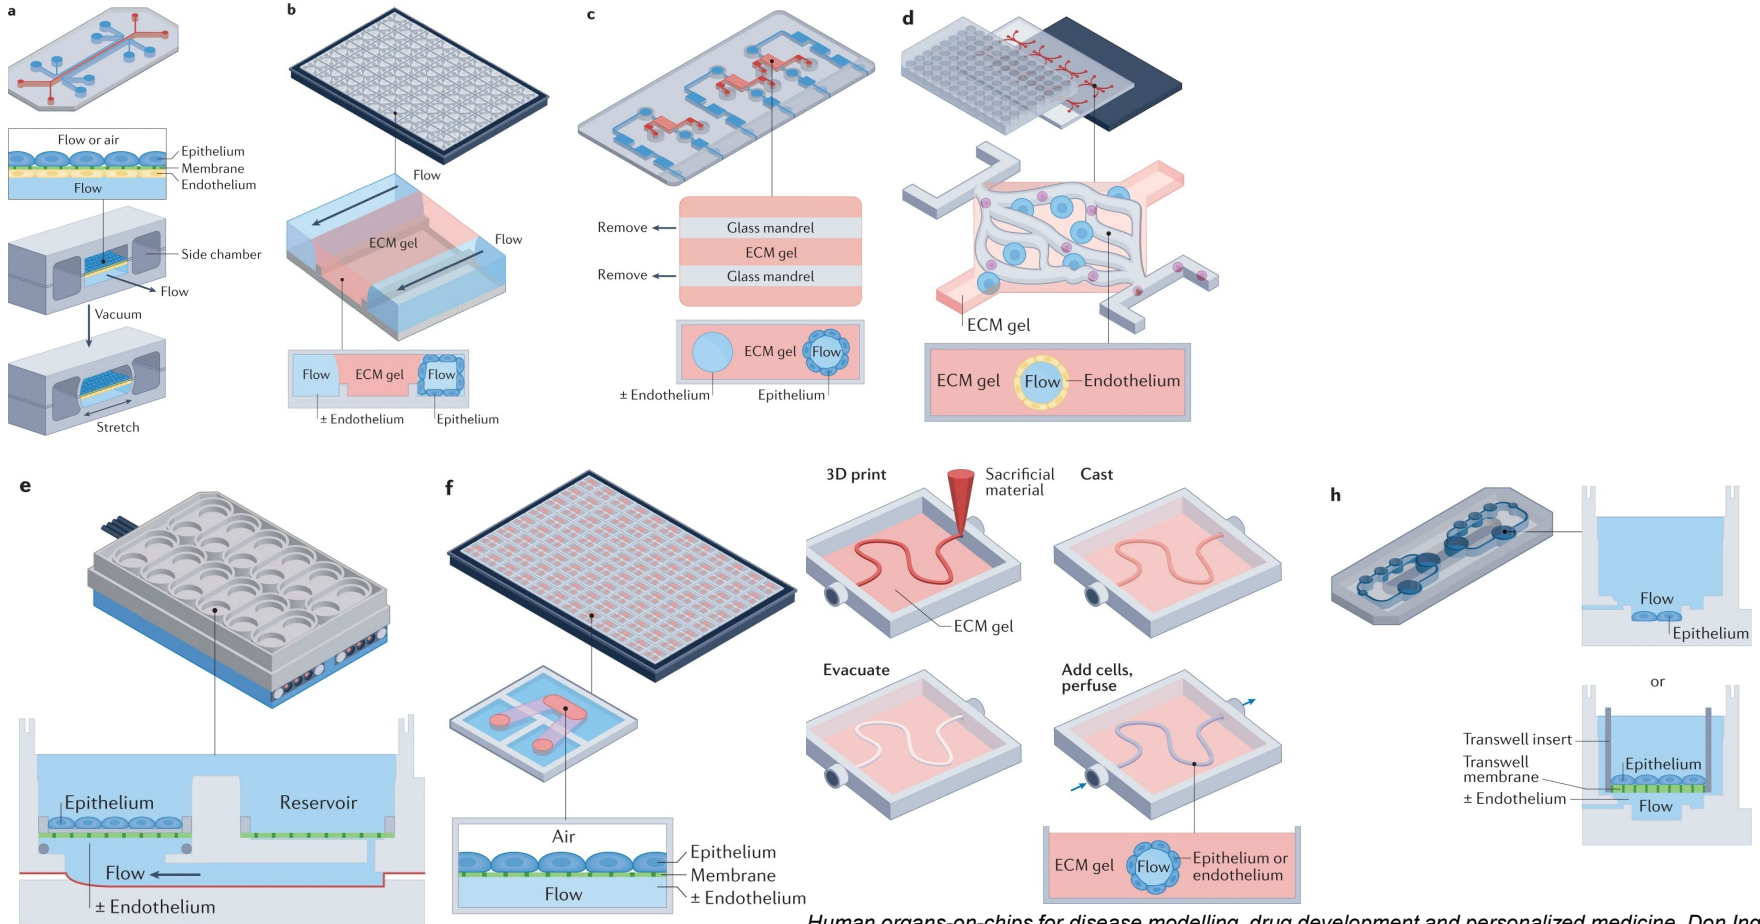 a
Flow or air
Epithelium
Membrane
Endothelium
Flow
Side chamber
Flow
Vacuum
Stretch
b
Flow
ECM gel
Flow
Flow
ECM gel
Flow
± Endothelium
Epithelium
c
Remove
Glass mandrel
ECM gel
Remove
Glass mandrel
ECM gel
Flow
± Endothelium
Epithelium
d
ECM gel
ECM gel
Flow
Endothelium
e
Epithelium
Reservoir
Flow
± Endothelium
f
Air
Epithelium
Membrane
Flow
± Endothelium
3D print
Sacrificial
material
ECM gel
Cast
Evacuate
Add cells,
perfuse
ECM gel
Flow
Epithelium or
endothelium
h
Flow
Epithelium
or
Transwell insert
Transwell
membrane
Epithelium
± Endothelium
Flow
Human organs-on-chips for disease modelling, drug development and personalized medicine, Don Ing